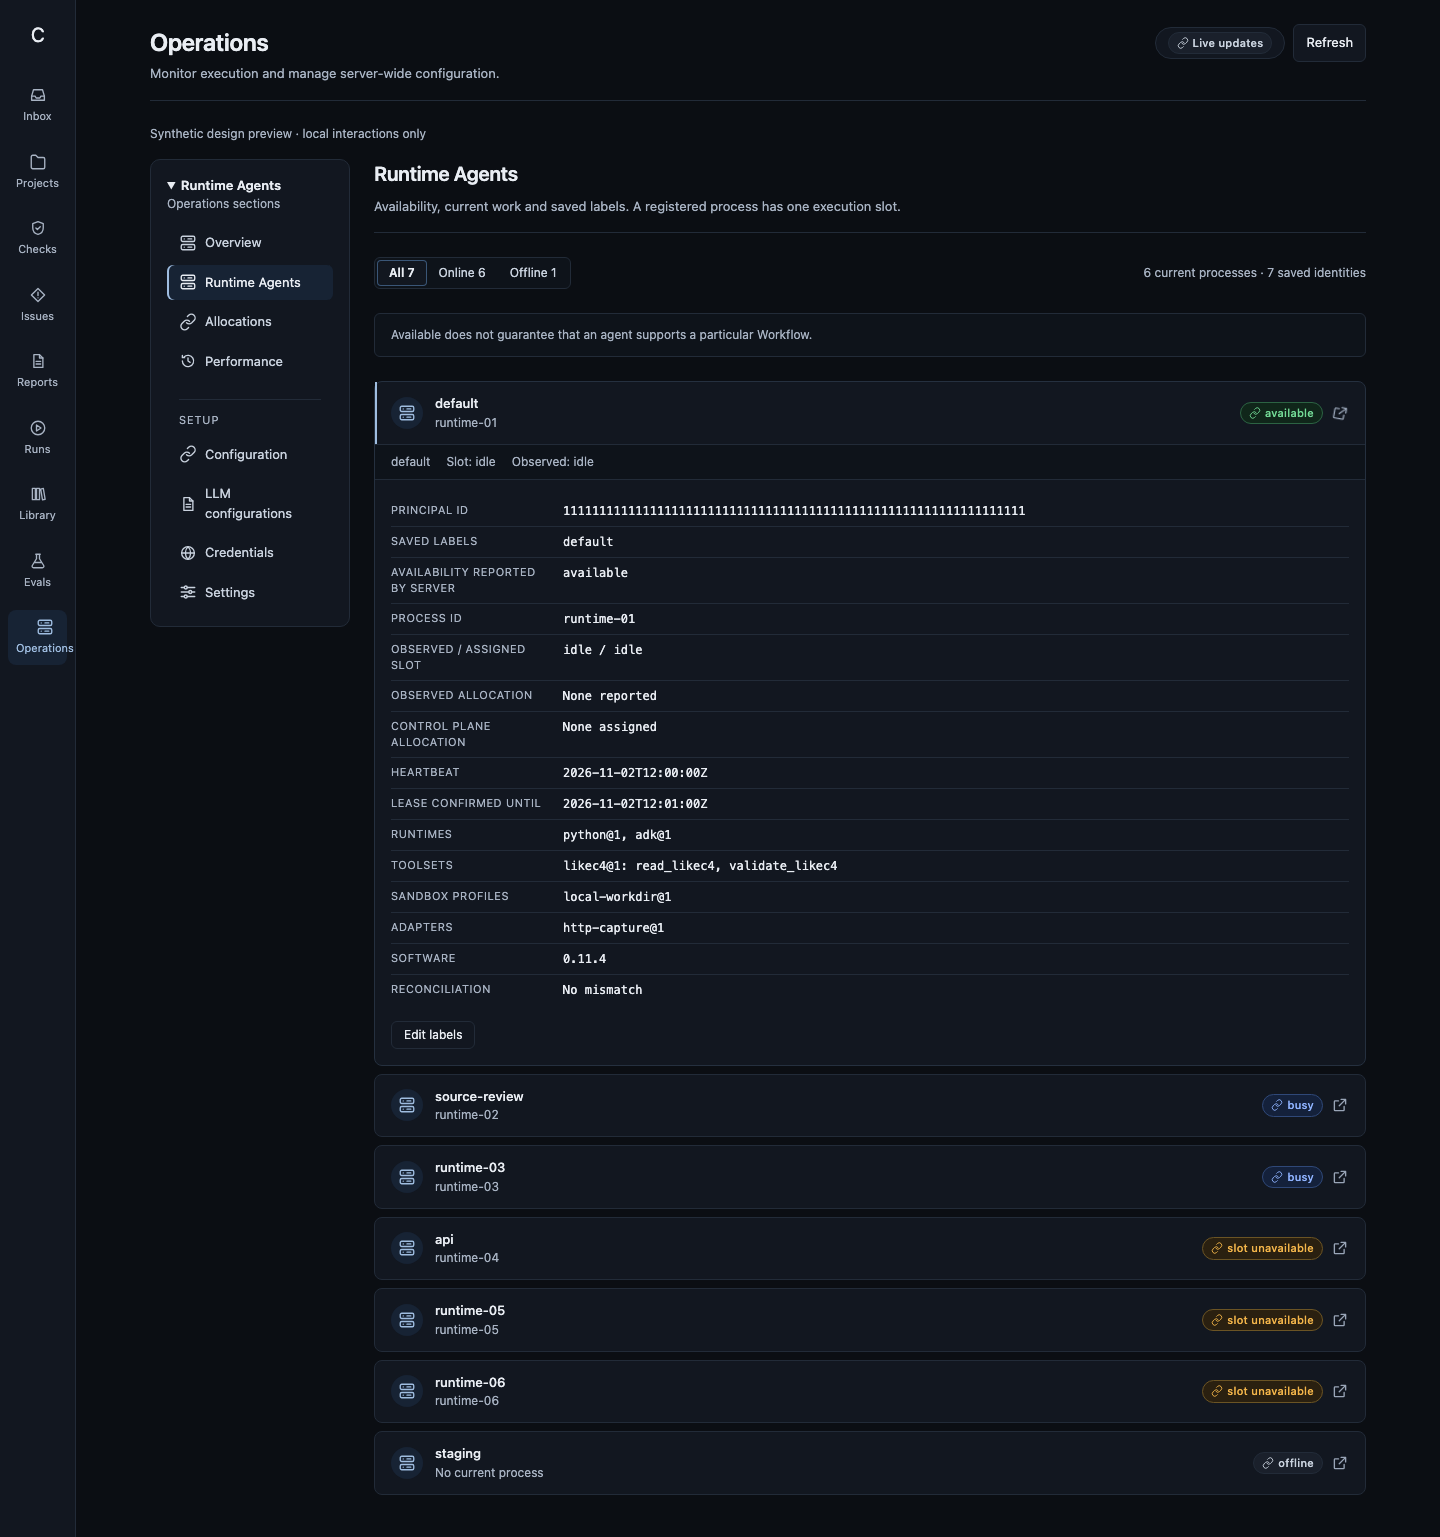 C
Inbox
Projects
Checks
Issues
Reports
Runs
Library
Evals
Operations
Operations
Monitor execution and manage server-wide configuration.
Live updates
Refresh
Synthetic design preview · local interactions only
▼ Runtime Agents
Operations sections
Overview
Runtime Agents
Allocations
Performance
SETUP
Configuration
LLM
configurations
Credentials
Settings
Runtime Agents
Availability, current work and saved labels. A registered process has one execution slot.
All 7
Online 6
Offline 1
6 current processes · 7 saved identities
Available does not guarantee that an agent supports a particular Workflow.
default
runtime-01
available
default Slot: idle Observed: idle
PRINCIPAL ID
1111111111111111111111111111111111111111111111111111111111111111
SAVED LABELS
default
AVAILABILITY REPORTED
BY SERVER
available
PROCESS ID
runtime-01
OBSERVED / ASSIGNED
SLOT
idle / idle
OBSERVED ALLOCATION
None reported
CONTROL PLANE
ALLOCATION
None assigned
HEARTBEAT
2026-11-02T12:00:00Z
LEASE CONFIRMED UNTIL
2026-11-02T12:01:00Z
RUNTIMES
python@1, adk@1
TOOLSETS
likec4@1: read_likec4, validate_likec4
SANDBOX PROFILES
local-workdir@1
ADAPTERS
http-capture@1
SOFTWARE
0.11.4
RECONCILIATION
No mismatch
Edit labels
source-review
runtime-02
busy
runtime-03
runtime-03
busy
api
runtime-04
slot unavailable
runtime-05
runtime-05
slot unavailable
runtime-06
runtime-06
slot unavailable
staging
No current process
offline